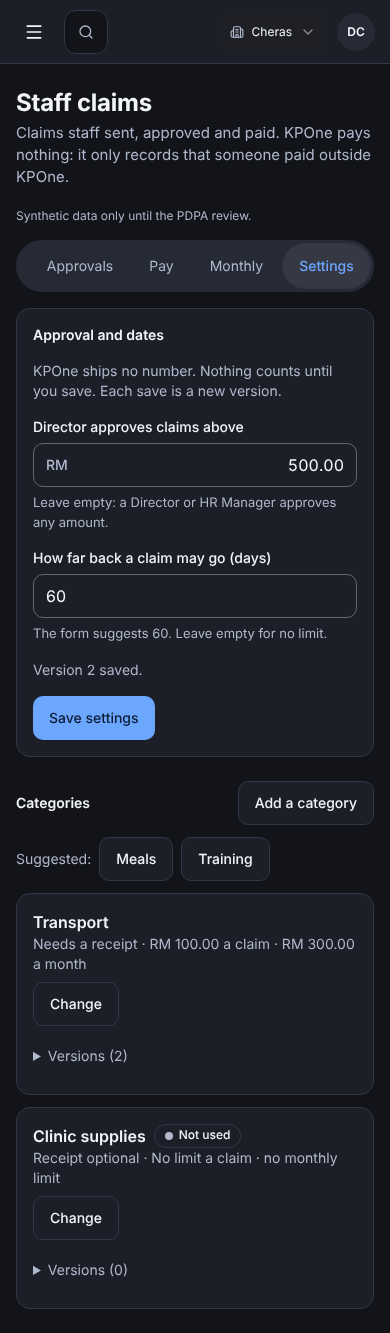 Cheras
DC
Staff claims
Claims staff sent, approved and paid. KPOne pays
nothing: it only records that someone paid outside
KPOne.
Synthetic data only until the PDPA review.
Approvals
Pay
Monthly
Settings
Approval and dates
KPOne ships no number. Nothing counts until
you save. Each save is a new version.
Director approves claims above
RM
500.00
Leave empty: a Director or HR Manager approves
any amount.
How far back a claim may go (days)
60
The form suggests 60. Leave empty for no limit.
Version 2 saved.
Save settings
Categories
Add a category
Suggested:
Meals
Training
Transport
Needs a receipt · RM 100.00 a claim · RM 300.00
a month
Change
Versions (2)
Clinic supplies
Not used
Receipt optional · No limit a claim · no monthly
limit
Change
Versions (0)